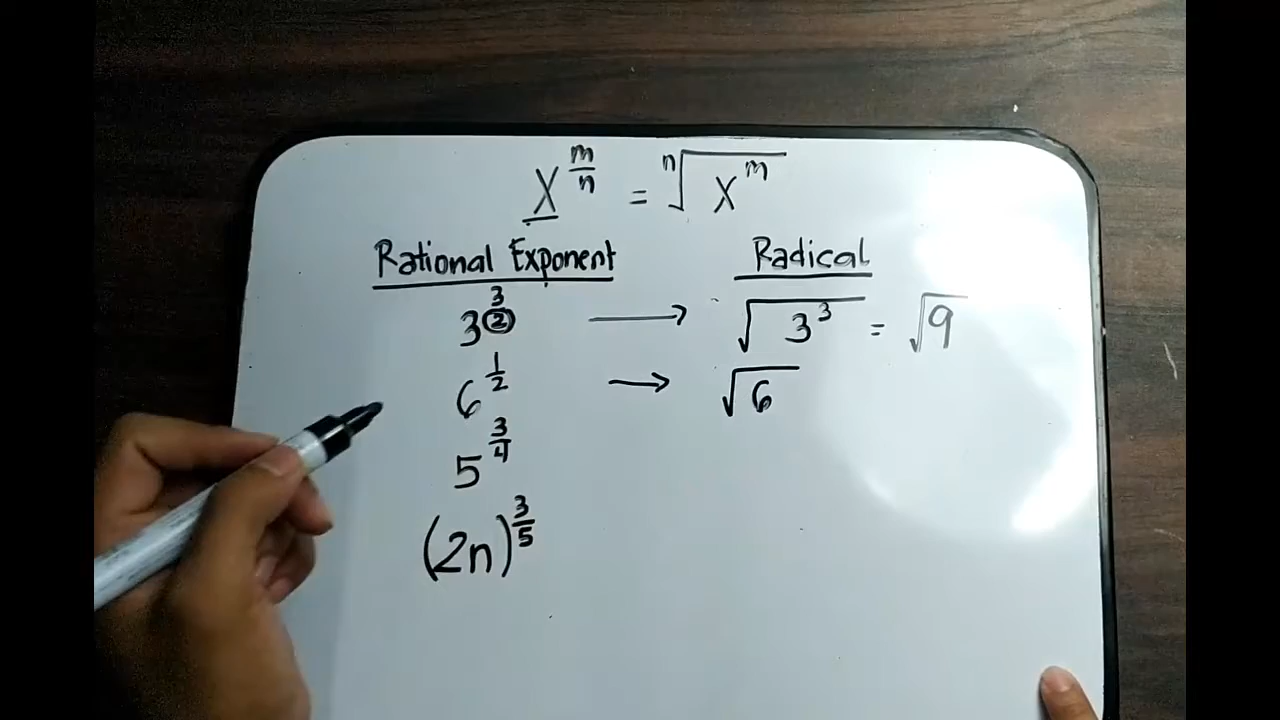 x^(m/n) = ⁿ√(x^m)
Rational Exponent Radical
3^(3/2) → √(3³) = √9
6^(1/2) → √6
5^(3/4)
(2n)^(3/5)